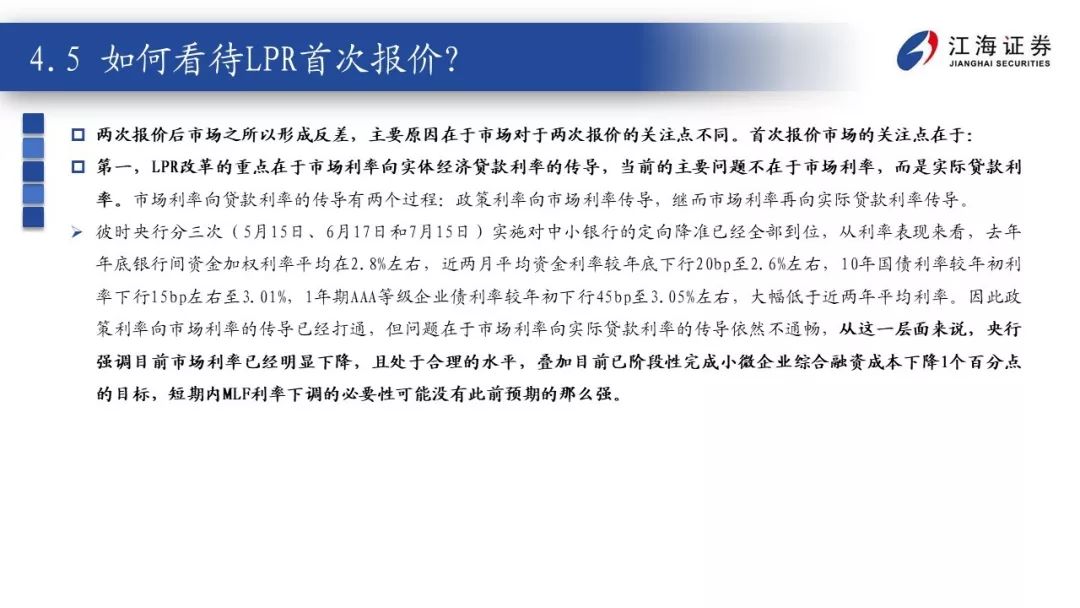 4.5 如何看待LPR首次报价？
江海证券
JIANGHAI SECURITIES
两次报价后市场之所以形成反差，主要原因在于市场对于两次报价的关注点不同。首次报价市场的关注点在于：
第一，LPR改革的重点在于市场利率向实体经济贷款利率的传导，当前的主要问题不在于市场利率，而是实际贷款利
率。市场利率向贷款利率的传导有两个过程：政策利率向市场利率传导，继而市场利率再向实际贷款利率传导。
彼时央行分三次（5月15日、6月17日和7月15日）实施对中小银行的定向降准已经全部到位，从利率表现来看，去年
年底银行间资金加权利率平均在2.8%左右，近两月平均资金利率较年底下行20bp至2.6%左右，10年国债利率较年初利
率下行15bp左右至3.01%，1年期AAA等级企业债利率较年初下行45bp至3.05%左右，大幅低于近两年平均利率。因此政
策利率向市场利率的传导已经打通，但问题在于市场利率向实际贷款利率的传导依然不通畅，从这一层面来说，央行
强调目前市场利率已经明显下降，且处于合理的水平，叠加目前已阶段性完成小微企业综合融资成本下降1个百分点
的目标，短期内MLF利率下调的必要性可能没有此前预期的那么强。